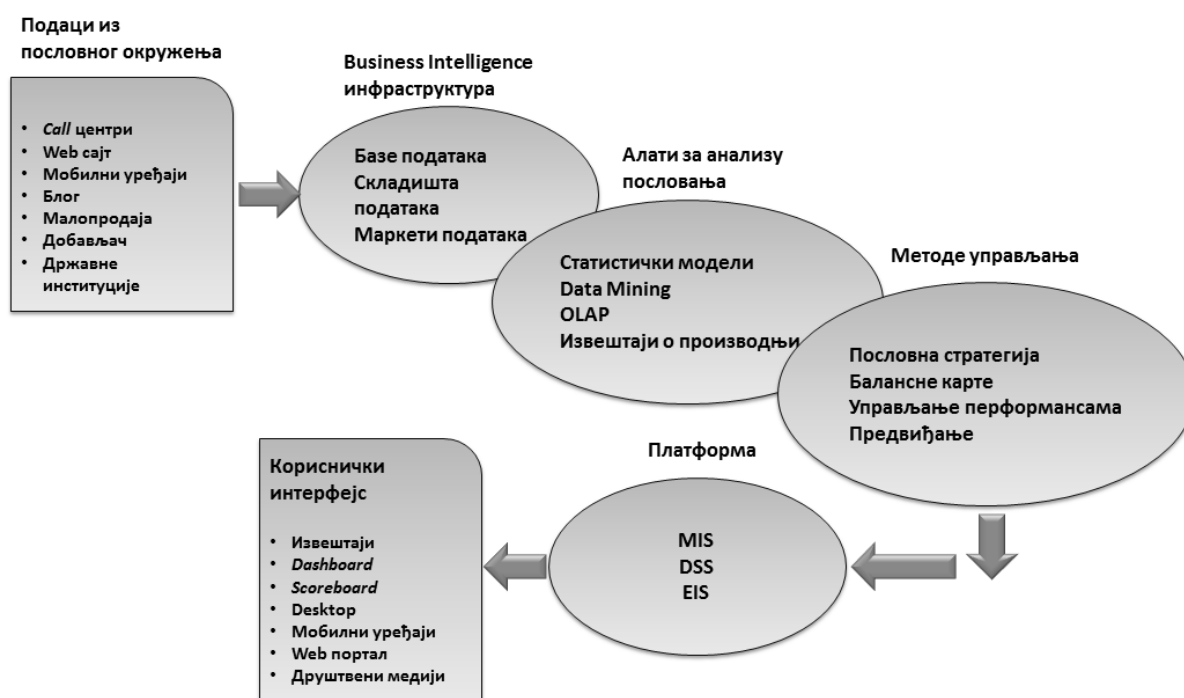 Подаци из
пословног окружења
Call центри
Web сајт
Мобилни уређаји
Блог
Малопродаја
Добављач
Државне
институције
Business Intelligence
инфраструктура
Базе података
Складишта
података
Маркети података
Алати за анализу
пословања
Статистички модели
Data Mining
OLAP
Извештаји о производњи
Методе управљања
Пословна стратегија
Балансне карте
Управљање перформансама
Предвиђање
Платформа
MIS
DSS
EIS
Кориснички
интерфејс
Извештаји
Dashboard
Scoreboard
Desktop
Мобилни уређаји
Web портал
Друштвени медији